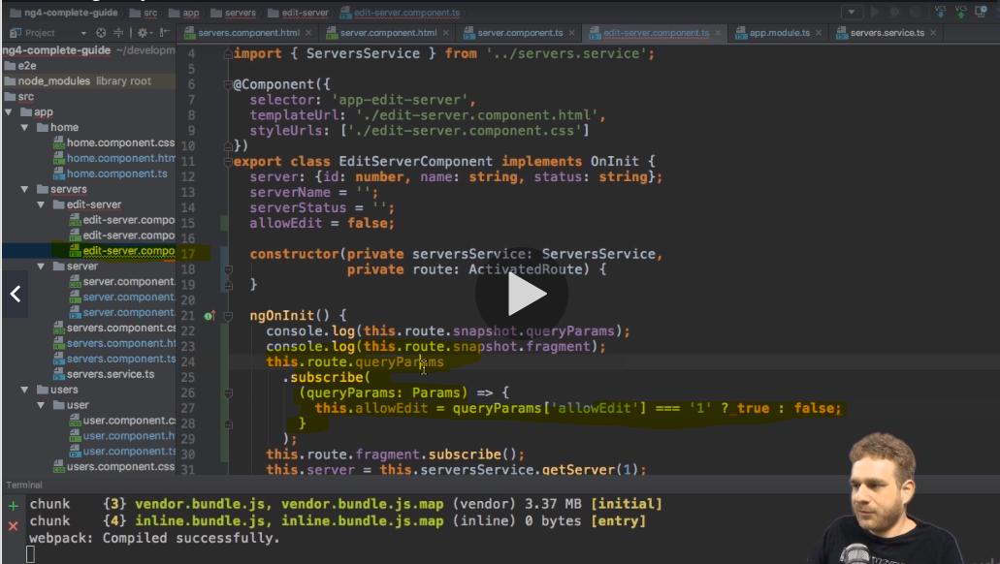 ng4-complete-guide src app servers edit-server edit-server.component.ts
Project
servers.component.html server.component.html server.component.ts edit-server.component.ts app.module.ts servers.service.ts
VCS VCS
ng4-complete-guide ~/developm
e2e
node_modules library root
src
app
home
home.component.css
home.component.htm
home.component.ts
servers
edit-server
edit-server.compo
edit-server.compo
edit-server.compo
server
server.component.
server.component.
server.component.
servers.component.cs
servers.component.ht
servers.component.ts
servers.service.ts
users
user
user.component.cs
user.component.htm
user.component.ts
users.component.css
4 import { ServersService } from '../servers.service';
5
6 @Component({
7 selector: 'app-edit-server',
8 templateUrl: './edit-server.component.html',
9 styleUrls: ['./edit-server.component.css']
10 })
11 export class EditServerComponent implements OnInit {
12 server: {id: number, name: string, status: string};
13 serverName = '';
14 serverStatus = '';
15 allowEdit = false;
16
17 constructor(private serversService: ServersService,
18 private route: ActivatedRoute) {
19 }
20
21 ngOnInit() {
22 console.log(this.route.snapshot.queryParams);
23 console.log(this.route.snapshot.fragment);
24 this.route.queryParams
25 .subscribe(
26 (queryParams: Params) => {
27 this.allowEdit = queryParams['allowEdit'] === '1' ? true : false;
28 }
29 );
30 this.route.fragment.subscribe();
31 this.server = this.serversService.getServer(1);
Terminal
chunk {3} vendor.bundle.js, vendor.bundle.js.map (vendor) 3.37 MB [initial]
chunk {4} inline.bundle.js, inline.bundle.js.map (inline) 0 bytes [entry]
webpack: Compiled successfully.